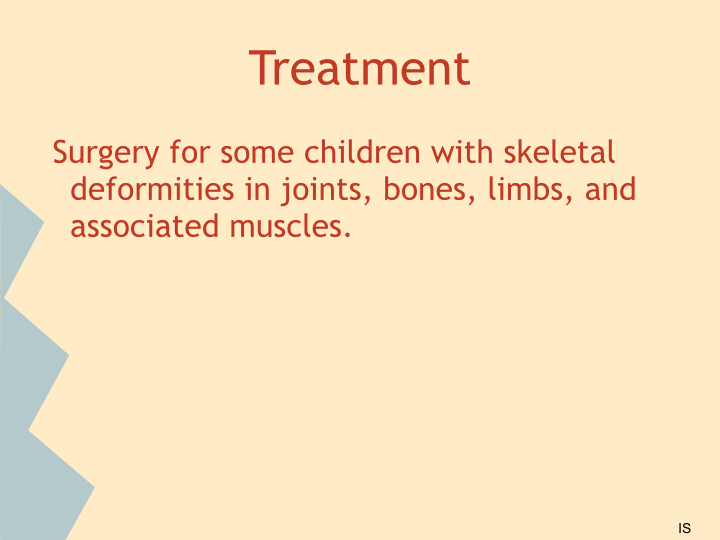 Treatment
Surgery for some children with skeletal
deformities in joints, bones, limbs, and
associated muscles.
IS